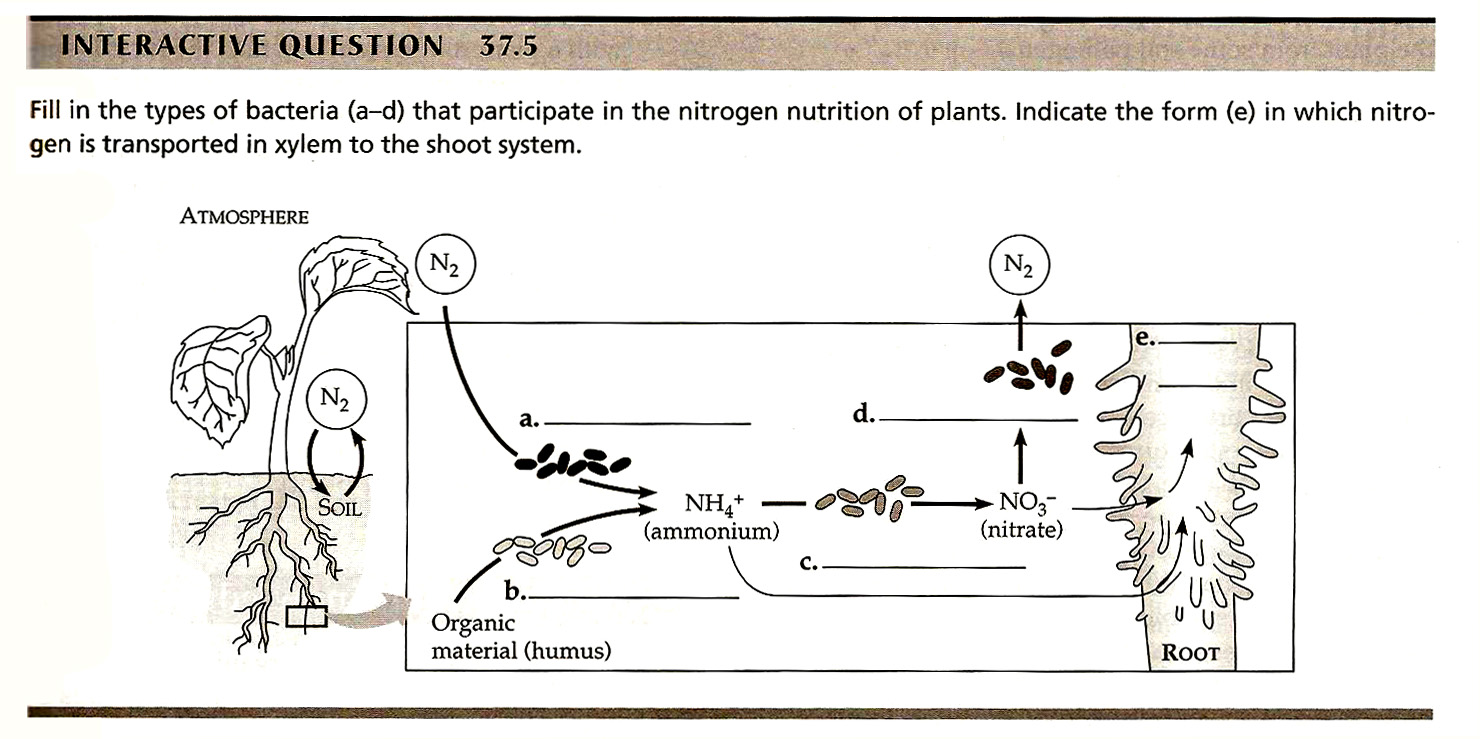 INTERACTIVE QUESTION 37.5
Fill in the types of bacteria (a–d) that participate in the nitrogen nutrition of plants. Indicate the form (e) in which nitro-
gen is transported in xylem to the shoot system.
ATMOSPHERE
N₂
N₂
N₂
SOIL
a.
b.
Organic
material (humus)
NH₄⁺
(ammonium)
c.
d.
NO₃⁻
(nitrate)
e.
ROOT